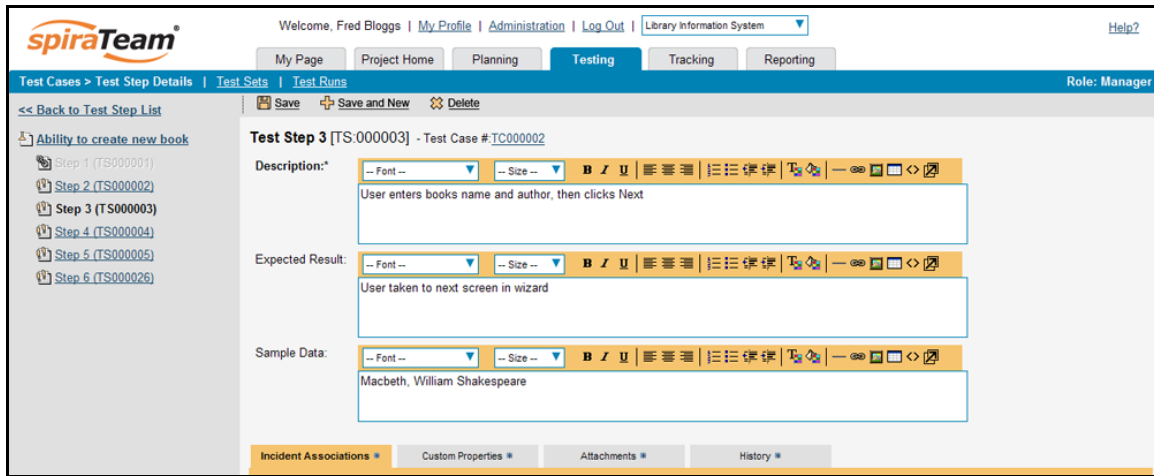 spiraTeam®
Welcome, Fred Bloggs | My Profile | Administration | Log Out | Library Information System
Help?
My Page Project Home Planning Testing Tracking Reporting
Test Cases > Test Step Details | Test Sets | Test Runs
Role: Manager
<< Back to Test Step List
Ability to create new book
Step 1 (TS000001)
Step 2 (TS000002)
Step 3 (TS000003)
Step 4 (TS000004)
Step 5 (TS000005)
Step 6 (TS000026)
Save Save and New Delete
Test Step 3 [TS:000003] - Test Case #:TC000002
Description:*
-- Font -- -- Size -- B I U
User enters books name and author, then clicks Next
Expected Result:
-- Font -- -- Size -- B I U
User taken to next screen in wizard
Sample Data:
-- Font -- -- Size -- B I U
Macbeth, William Shakespeare
Incident Associations Custom Properties Attachments History